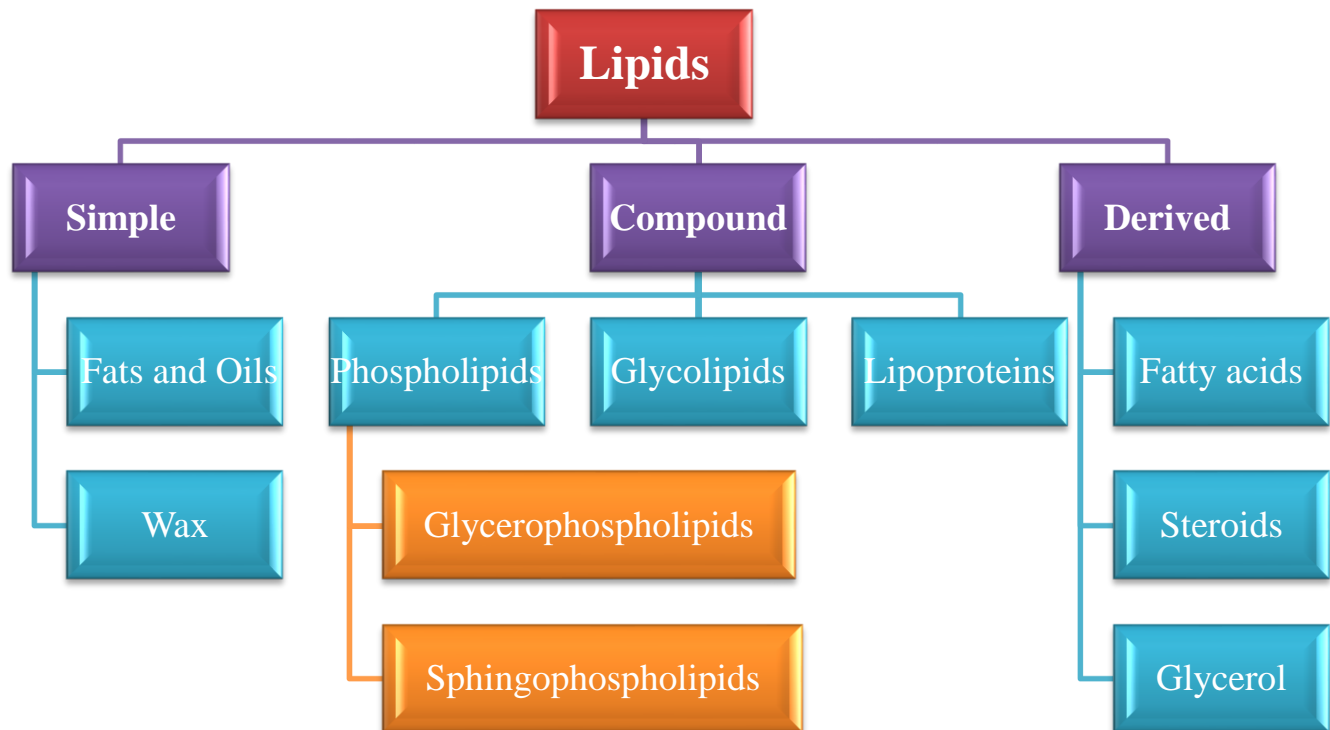 Lipids
Simple
Compound
Derived
Fats and Oils
Phospholipids
Glycolipids
Lipoproteins
Fatty acids
Wax
Glycerophospholipids
Steroids
Sphingophospholipids
Glycerol